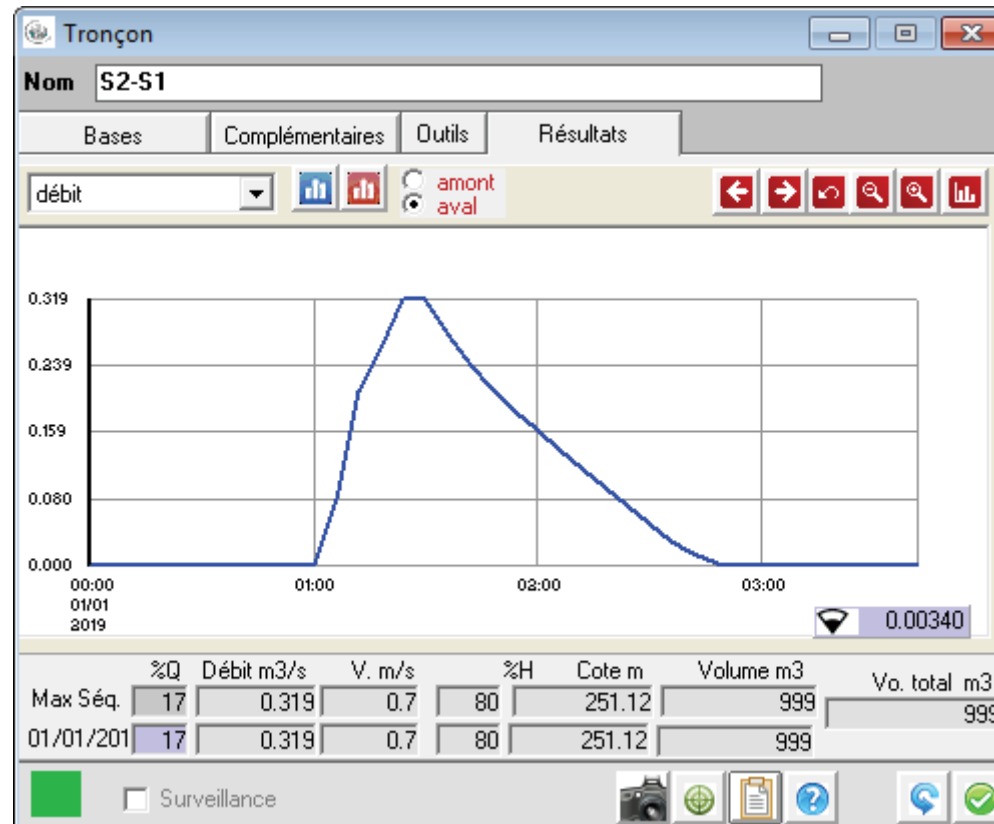 Tronçon
Nom S2-S1
Bases Complémentaires Outils Résultats
débit amont
aval
0.319
0.239
0.159
0.080
0.000
00:00 01:00 02:00 03:00
01/01
2019
0.00340
%Q Débit m3/s V. m/s %H Cote m Volume m3 Vo. total m3
Max Séq. 17 0.319 0.7 80 251.12 999 999
01/01/201 17 0.319 0.7 80 251.12 999
Surveillance